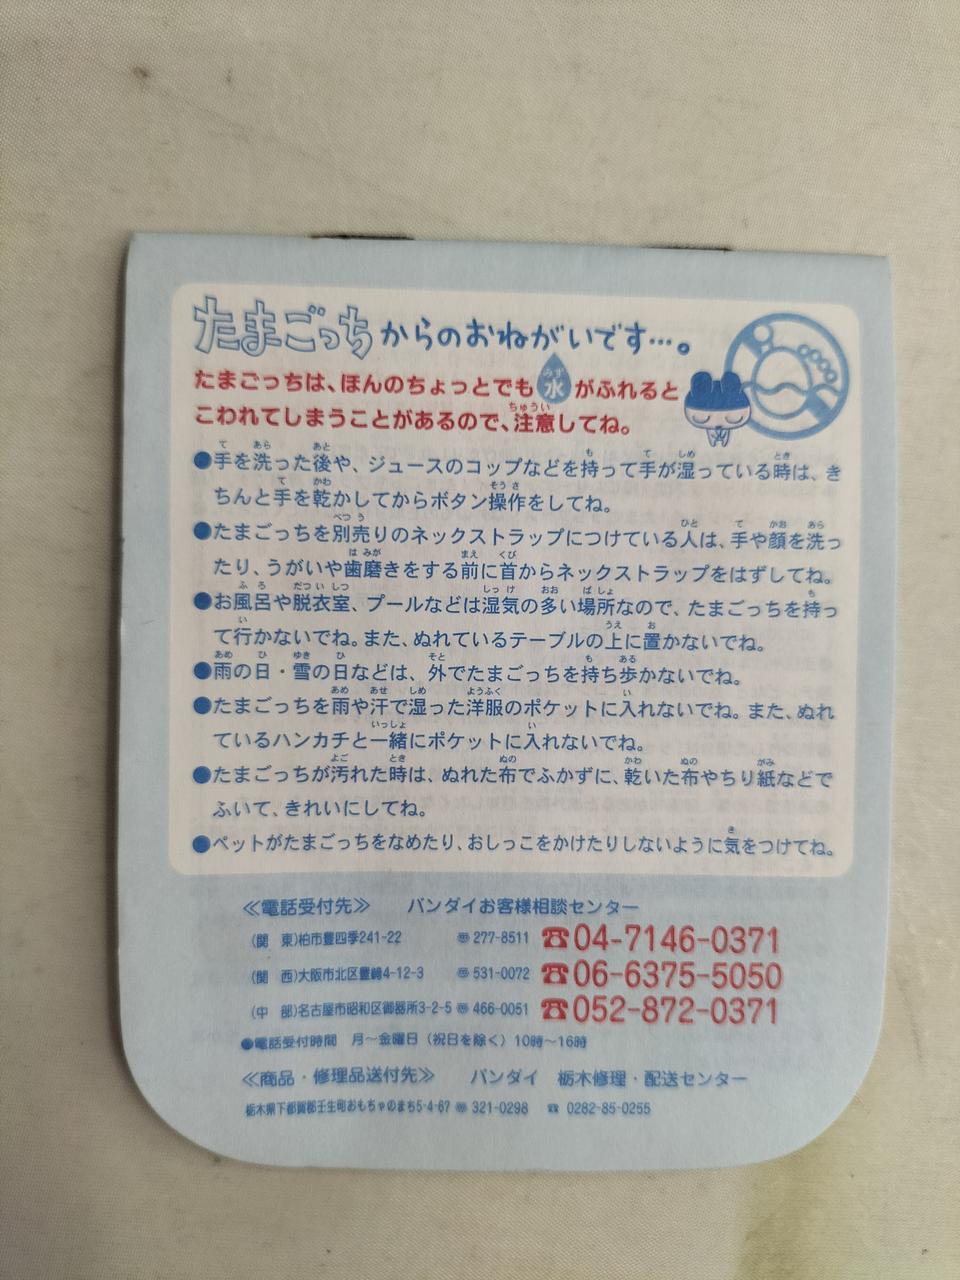 たまごっちからのおねがいです…。
たまごっちは、ほんのちょっとでも水がふれると
こわれてしまうことがあるので、注意してね。
●手を洗った後や、ジュースのコップなどを持って手が湿っている時は、き
ちんと手を乾かしてからボタン操作をしてね。
●たまごっちを別売りのネックストラップにつけている人は、手や顔を洗っ
たり、うがいや歯磨きをする前に首からネックストラップをはずしてね。
●お風呂や脱衣室、プールなどは湿気の多い場所なので、たまごっちを持っ
て行かないでね。また、ぬれているテーブルの上に置かないでね。
●雨の日・雪の日などは、外でたまごっちを持ち歩かないでね。
●たまごっちを雨や汗で湿った洋服のポケットに入れないでね。また、ぬれ
ているハンカチと一緒にポケットに入れないでね。
●たまごっちが汚れた時は、ぬれた布でふかずに、乾いた布やちり紙などで
ふいて、きれいにしてね。
●ペットがたまごっちをなめたり、おしっこをかけたりしないように気をつけてね。
≪電話受付先≫ バンダイお客様相談センター
(関 東)柏市豊四季241-22 〠277-8511 ☎04-7146-0371
(関 西)大阪市北区豊崎4-12-3 〠531-0072 ☎06-6375-5050
(中 部)名古屋市昭和区御器所3-2-5 〠466-0051 ☎052-872-0371
●電話受付時間 月～金曜日（祝日を除く）10時～16時
≪商品・修理品送付先≫ バンダイ 栃木修理・配送センター
栃木県下都賀郡壬生町おもちゃのまち5-4-67 〠321-0298 ☎ 0282-85-0255